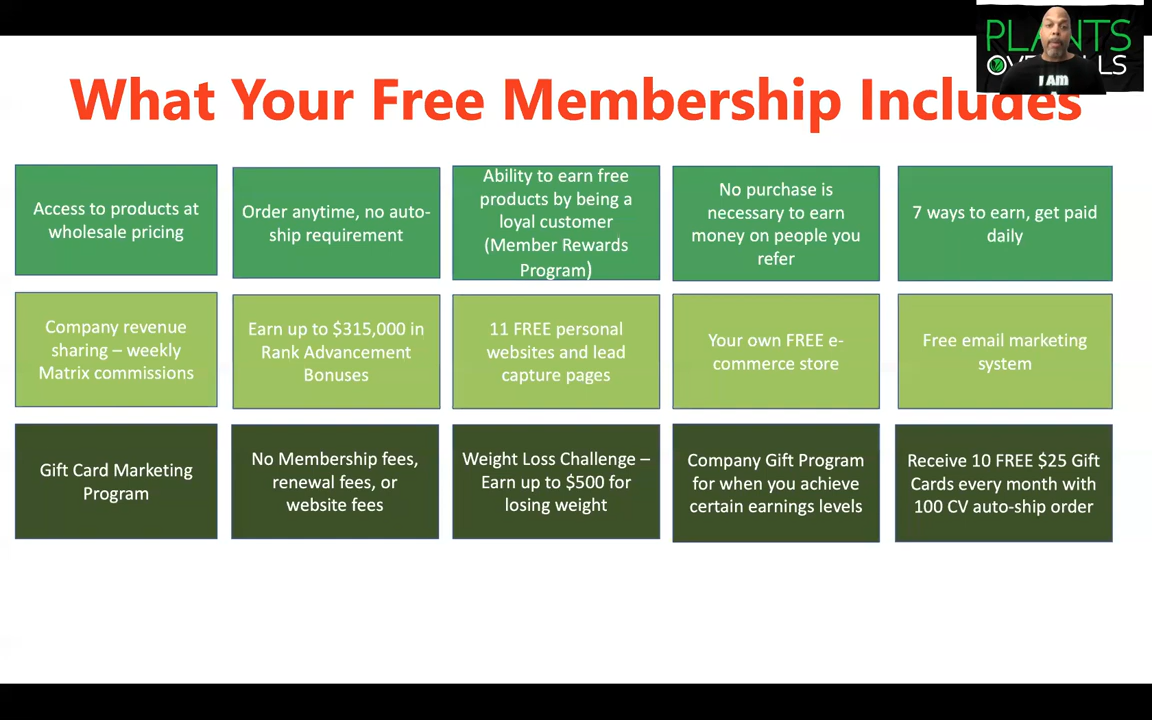 PLANTS
I AM
What Your Free Membership Includes
Access to products at
wholesale pricing
Order anytime, no auto-
ship requirement
Ability to earn free
products by being a
loyal customer
(Member Rewards
Program)
No purchase is
necessary to earn
money on people you
refer
7 ways to earn, get paid
daily
Company revenue
sharing – weekly
Matrix commissions
Earn up to $315,000 in
Rank Advancement
Bonuses
11 FREE personal
websites and lead
capture pages
Your own FREE e-
commerce store
Free email marketing
system
Gift Card Marketing
Program
No Membership fees,
renewal fees, or
website fees
Weight Loss Challenge –
Earn up to $500 for
losing weight
Company Gift Program
for when you achieve
certain earnings levels
Receive 10 FREE $25 Gift
Cards every month with
100 CV auto-ship order